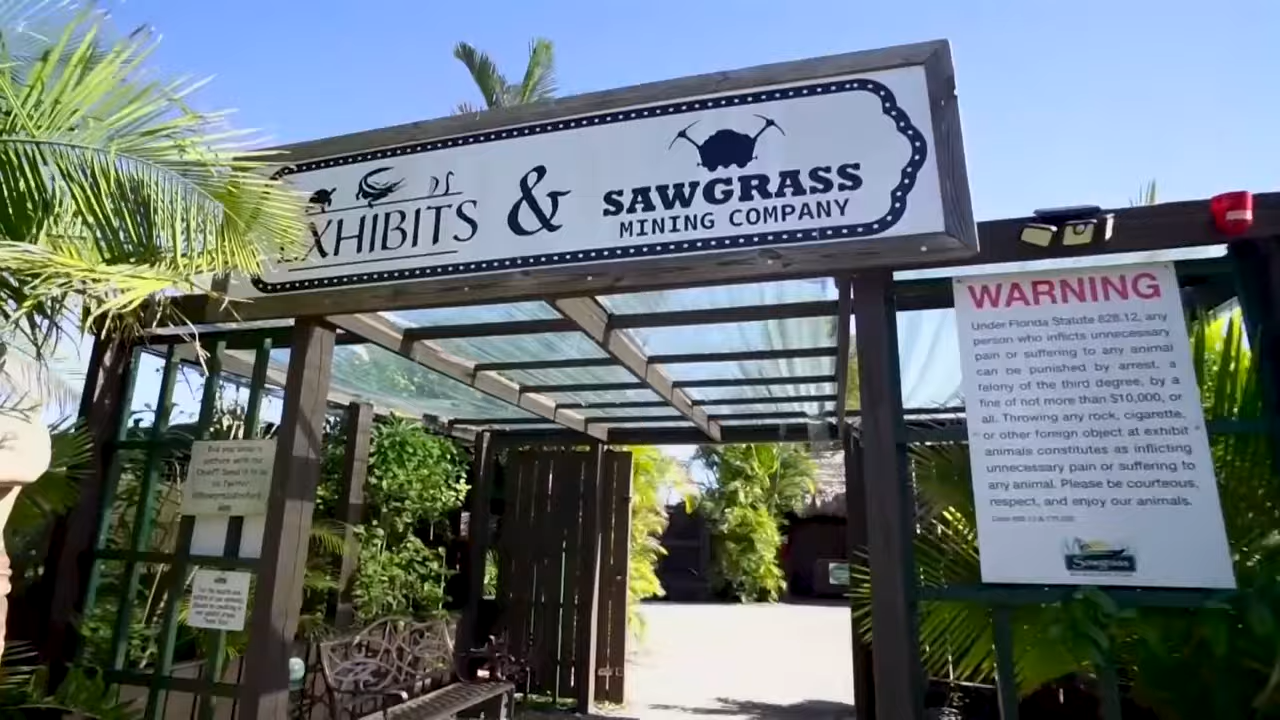 EXHIBITS & SAWGRASS
MINING COMPANY
WARNING
Under Florida Statute 828.12, any
person who inflicts unnecessary
pain or suffering to any animal
can be punished by arrest, a
felony of the third degree, by a
fine of not more than $10,000, or
all. Throwing any rock, cigarette,
or other foreign object at exhibit
animals constitutes as inflicting
unnecessary pain or suffering to
any animal. Please be courteous,
respect, and enjoy our animals.
Sawgrass